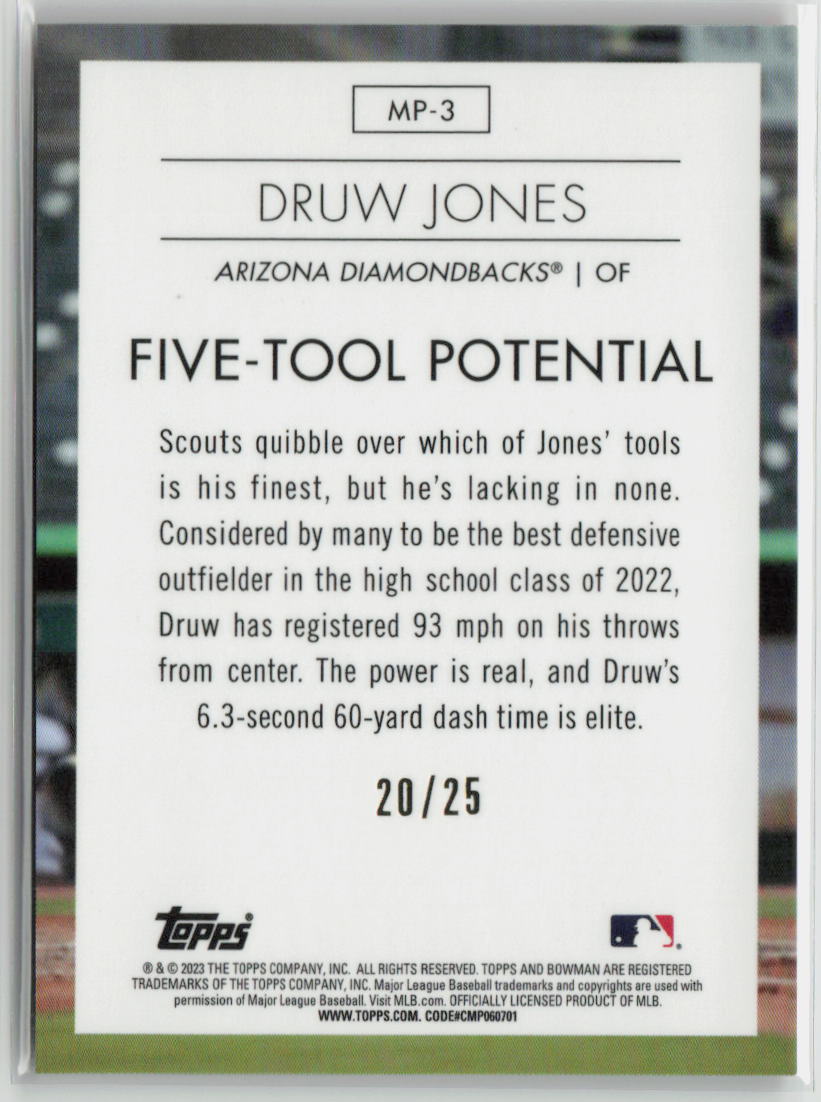 MP-3
DRUW JONES
ARIZONA DIAMONDBACKS® | OF
FIVE-TOOL POTENTIAL
Scouts quibble over which of Jones' tools
is his finest, but he's lacking in none.
Considered by many to be the best defensive
outfielder in the high school class of 2022,
Druw has registered 93 mph on his throws
from center. The power is real, and Druw's
6.3-second 60-yard dash time is elite.
20/25
Topps®
® & © 2023 THE TOPPS COMPANY, INC. ALL RIGHTS RESERVED. TOPPS AND BOWMAN ARE REGISTERED
TRADEMARKS OF THE TOPPS COMPANY, INC. Major League Baseball trademarks and copyrights are used with
permission of Major League Baseball. Visit MLB.com. OFFICIALLY LICENSED PRODUCT OF MLB.
WWW.TOPPS.COM. CODE#CMP060701